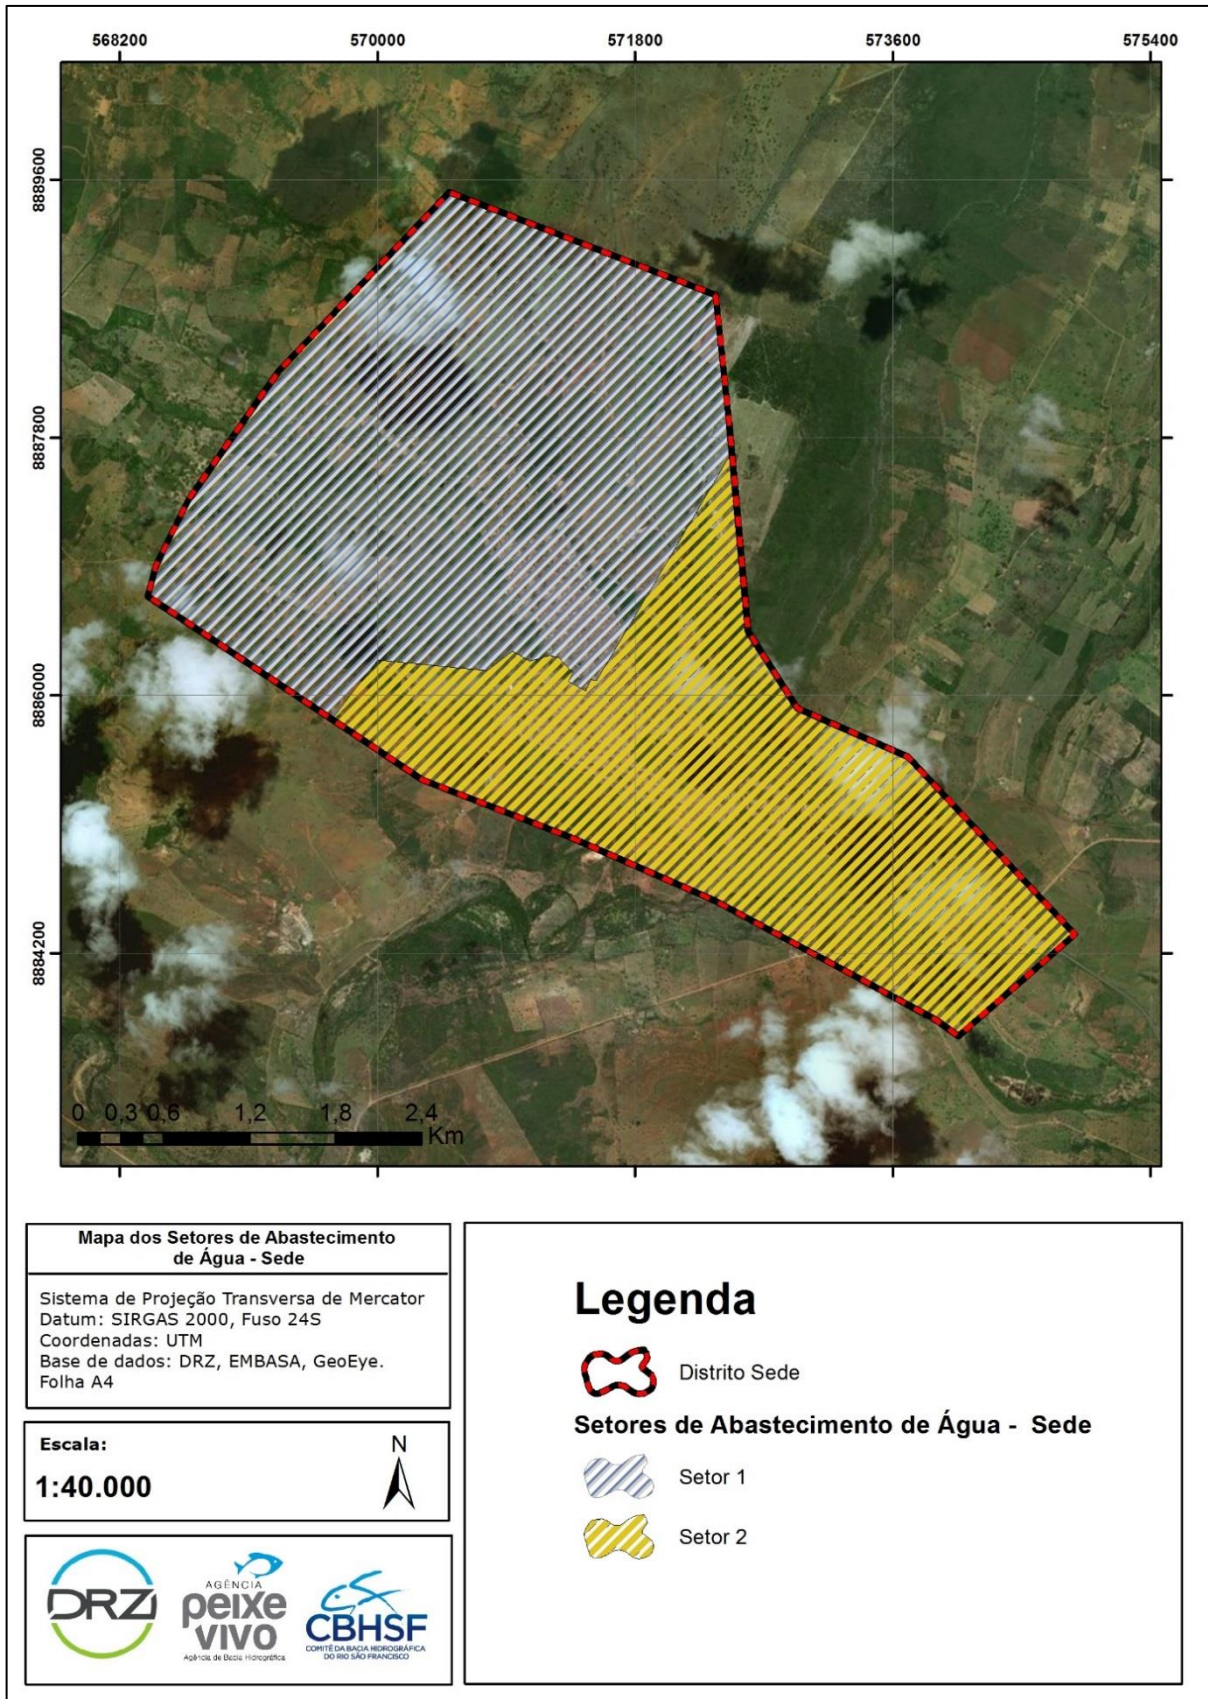 568200 570000 571800 573600 575400
8889600
8887800
8886000
8884200
0 0,3 0,6 1,2 1,8 2,4
Km
Mapa dos Setores de Abastecimento
de Água - Sede
Sistema de Projeção Transversa de Mercator
Datum: SIRGAS 2000, Fuso 24S
Coordenadas: UTM
Base de dados: DRZ, EMBASA, GeoEye.
Folha A4
Escala:
N
1:40.000
DRZ
AGÊNCIA
peixe
vivo
Agência de Bacia Hidrográfica
CBHSF
COMITÊ DA BACIA HIDROGRÁFICA
DO RIO SÃO FRANCISCO
Legenda
Distrito Sede
Setores de Abastecimento de Água - Sede
Setor 1
Setor 2